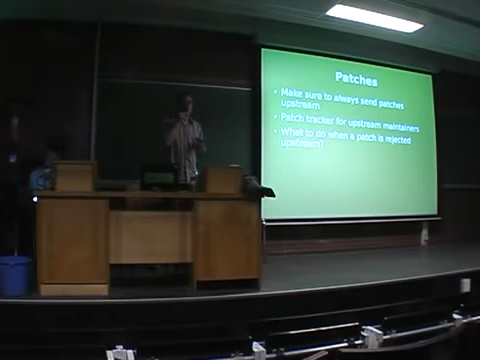 Patches
• Make sure to always send patches
upstream
• Patch tracker for upstream maintainers
• What to do when a patch is rejected
upstream?